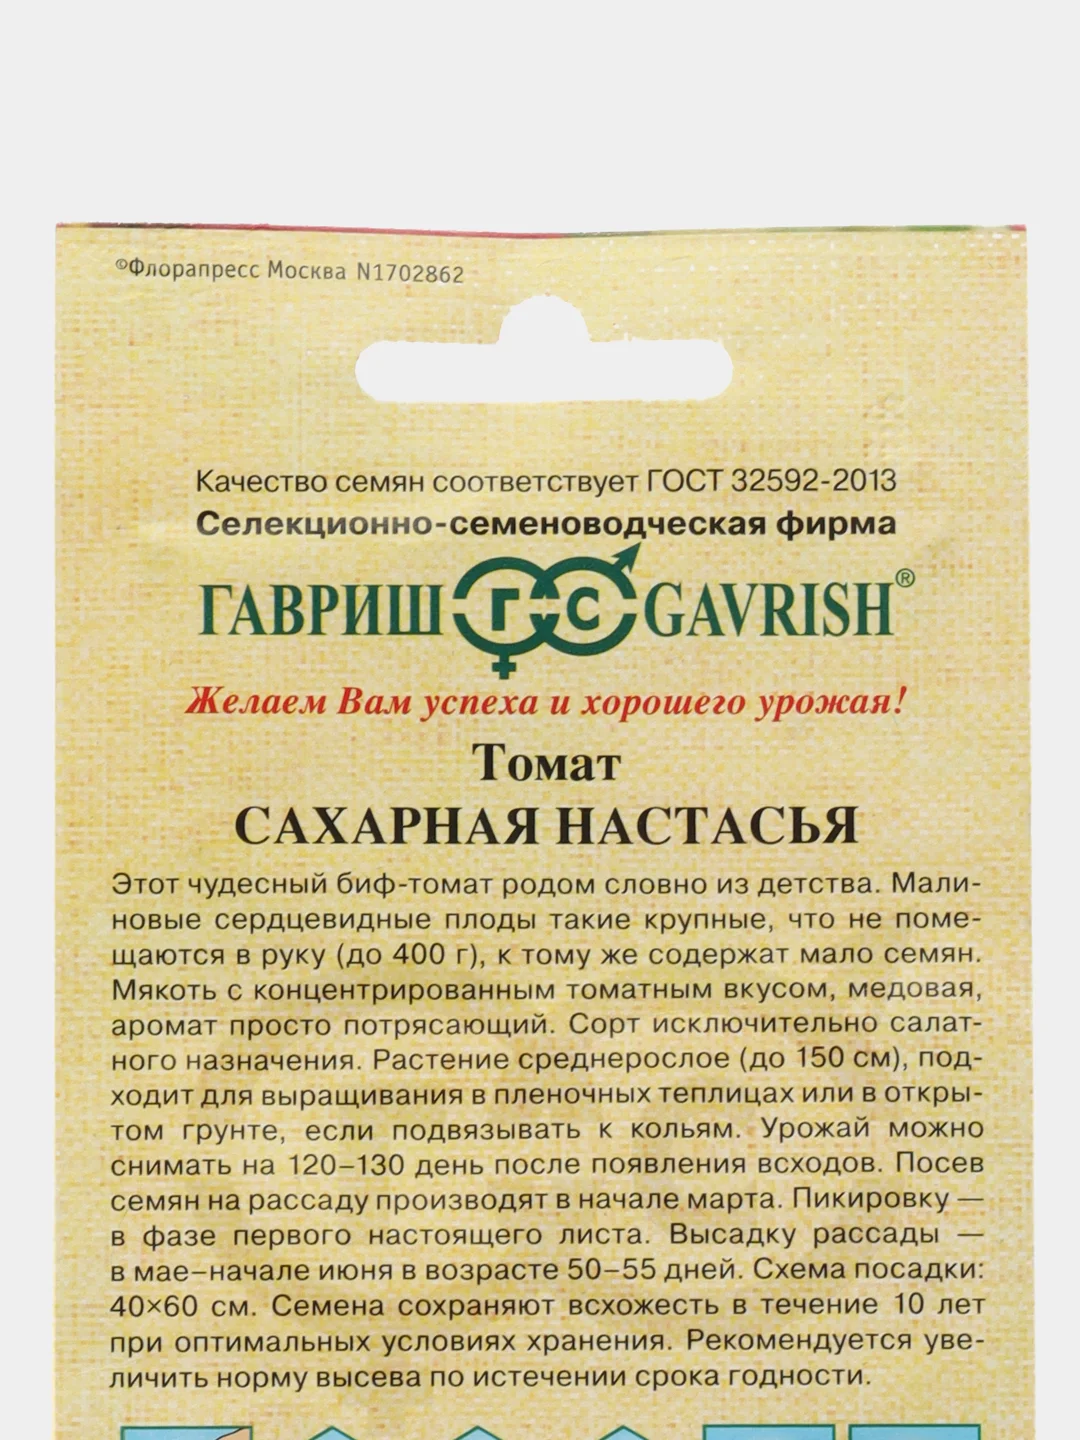 ©Флорапресс Москва N1702862
Качество семян соответствует ГОСТ 32592-2013
Селекционно-семеноводческая фирма
ГАВРИШ ГС GAVRISH®
Желаем Вам успеха и хорошего урожая!
Томат
САХАРНАЯ НАСТАСЬЯ
Этот чудесный биф-томат родом словно из детства. Мали-
новые сердцевидные плоды такие крупные, что не поме-
щаются в руку (до 400 г), к тому же содержат мало семян.
Мякоть с концентрированным томатным вкусом, медовая,
аромат просто потрясающий. Сорт исключительно салат-
ного назначения. Растение среднерослое (до 150 см), под-
ходит для выращивания в пленочных теплицах или в откры-
том грунте, если подвязывать к кольям. Урожай можно
снимать на 120–130 день после появления всходов. Посев
семян на рассаду производят в начале марта. Пикировку —
в фазе первого настоящего листа. Высадку рассады —
в мае–начале июня в возрасте 50–55 дней. Схема посадки:
40×60 см. Семена сохраняют всхожесть в течение 10 лет
при оптимальных условиях хранения. Рекомендуется уве-
личить норму высева по истечении срока годности.